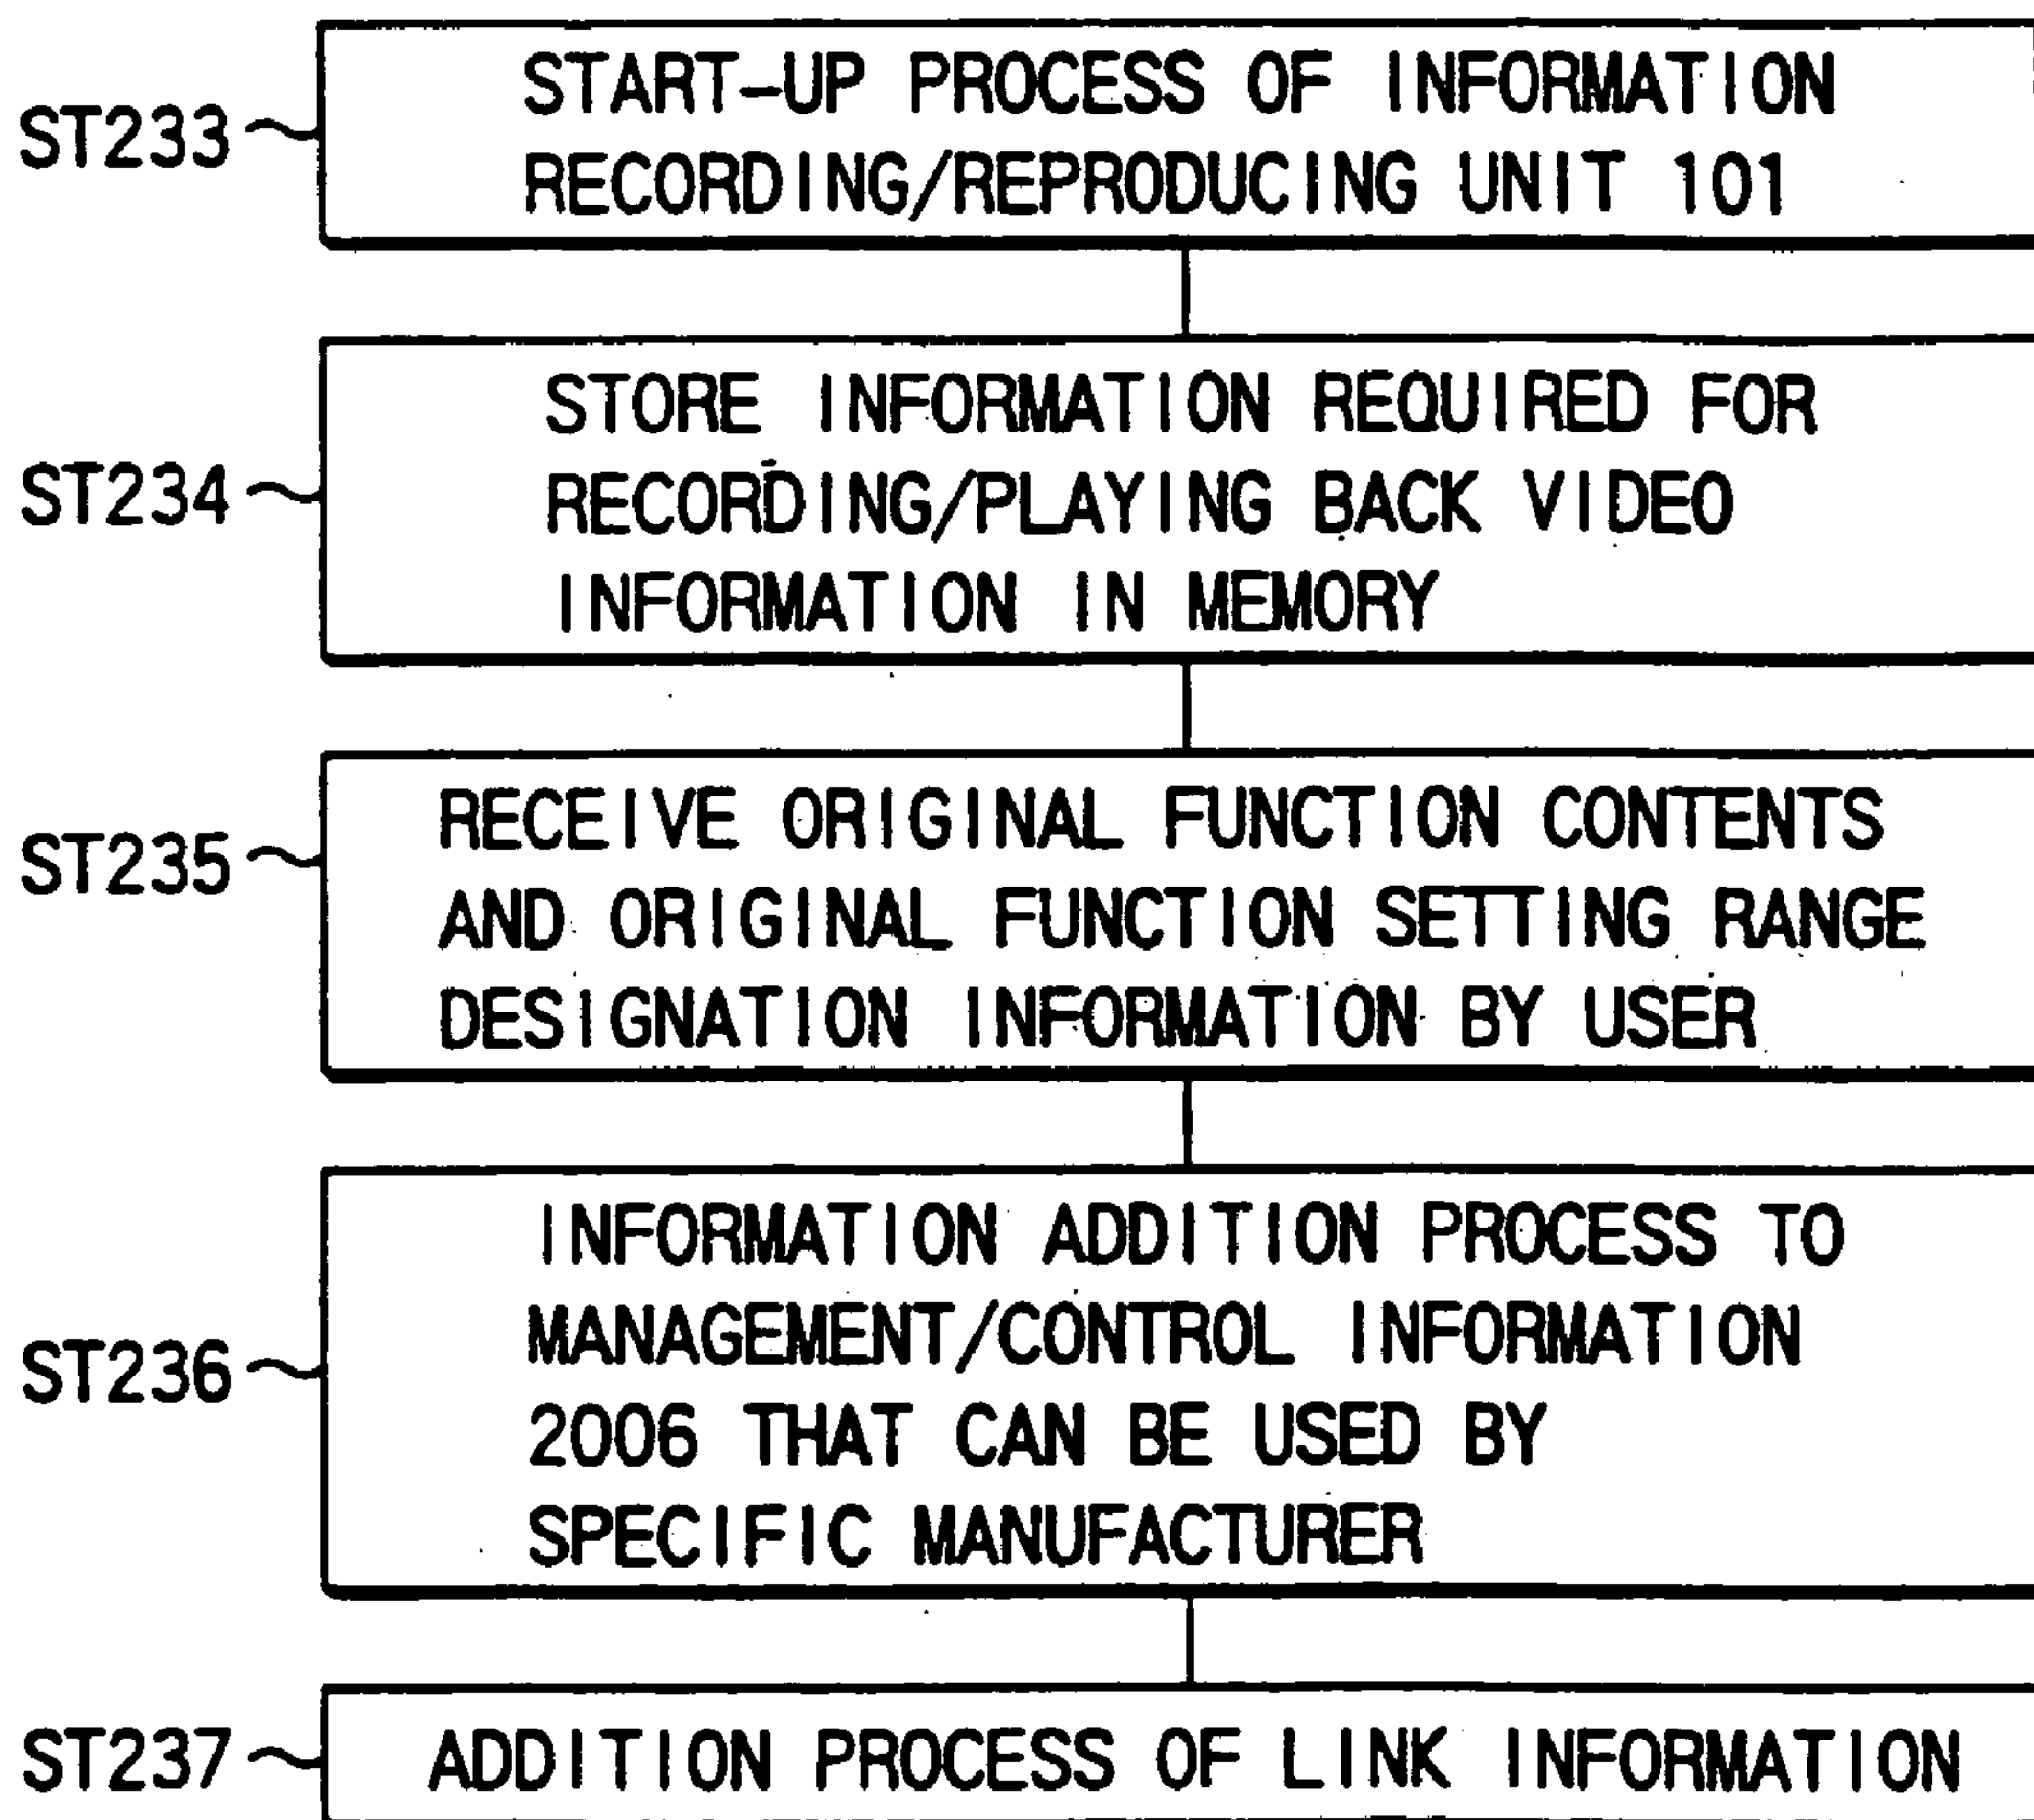 START-UP PROCESS OF INFORMATION
ST233
RECORDING/REPRODUCING UNIT 101
STORE INFORMATION REQUIRED FOR
ST234
RECORDING/PLAYING BACK VIDEO
INFORMATION IN MEMORY
RECEIVE ORIGINAL FUNCTION CONTENTS
ST235
AND ORIGINAL FUNCTION SETTING RANGE
DESIGNATION INFORMATION BY USER
INFORMATION ADDITION PROCESS TO
MANAGEMENT/CONTROL INFORMATION
ST236
2006 THAT CAN BE USED BY
SPECIFIC MANUFACTURER
ST237
ADDITION PROCESS OF LINK INFORMATION